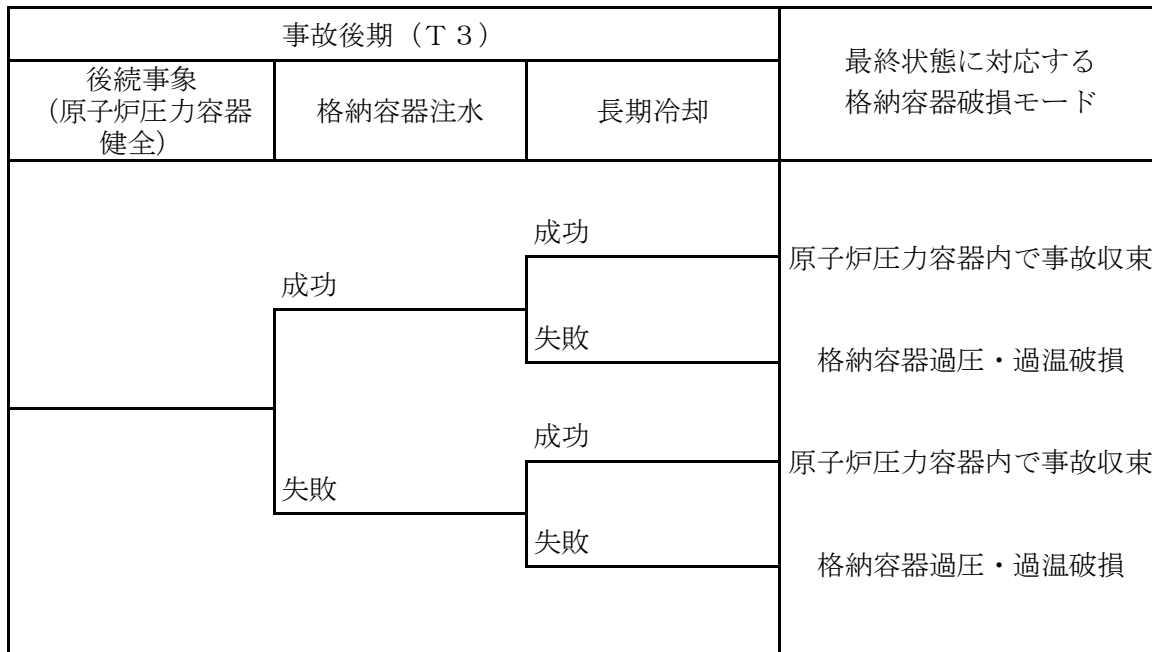 事故後期（Ｔ３）
最終状態に対応する
格納容器破損モード
後続事象
（原子炉圧力容器
健全）
格納容器注水
長期冷却
成功
原子炉圧力容器内で事故収束
成功
失敗
格納容器過圧・過温破損
成功
原子炉圧力容器内で事故収束
失敗
失敗
格納容器過圧・過温破損